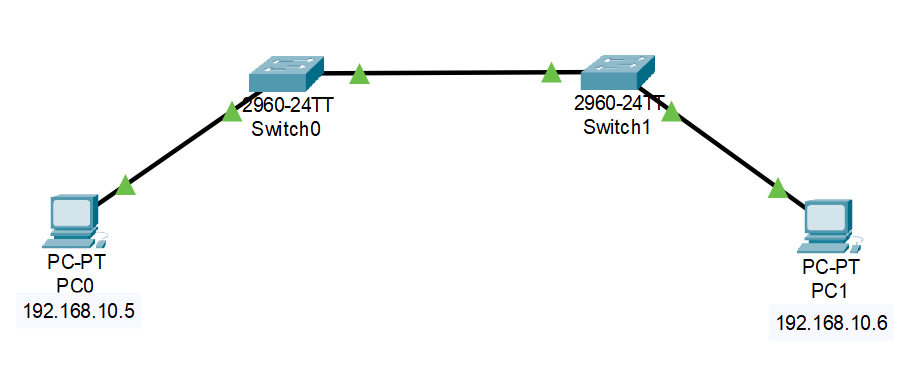 2960-24TT
Switch0
2960-24TT
Switch1
PC-PT
PC0
192.168.10.5
PC-PT
PC1
192.168.10.6